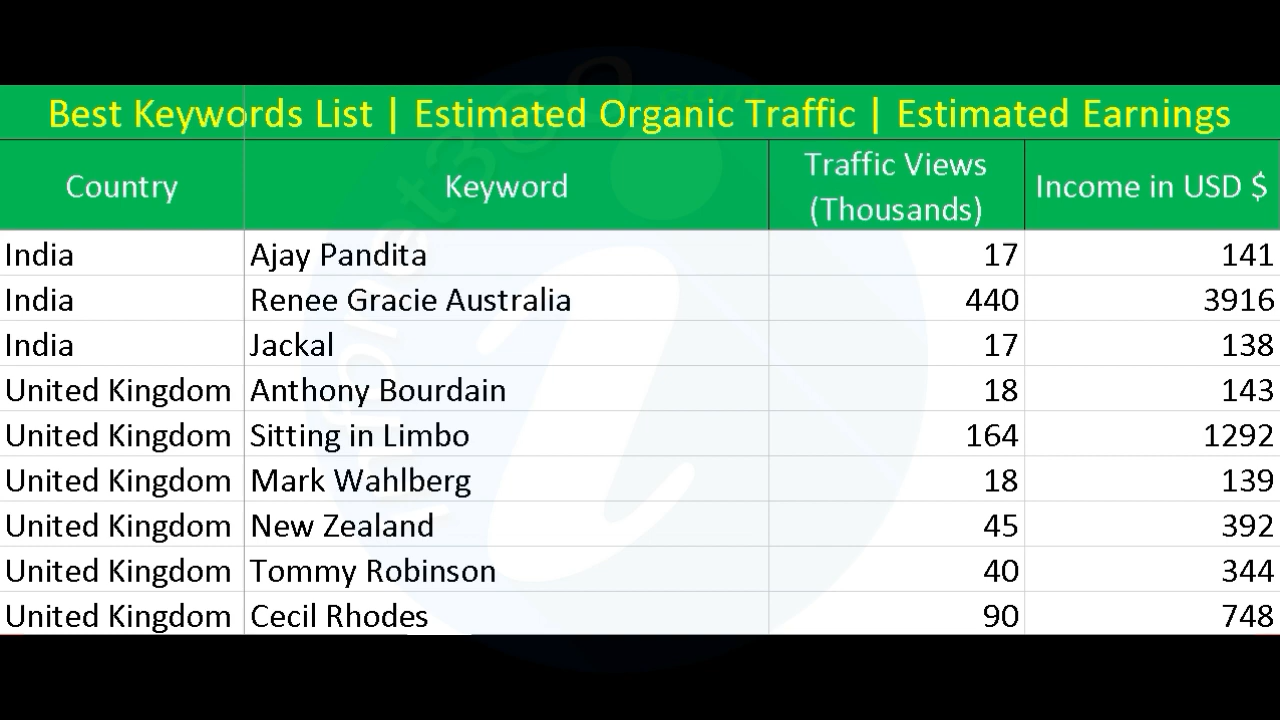 Best Keywords List | Estimated Organic Traffic | Estimated Earnings
Country Keyword Traffic Views (Thousands) Income in USD $
India Ajay Pandita 17 141
India Renee Gracie Australia 440 3916
India Jackal 17 138
United Kingdom Anthony Bourdain 18 143
United Kingdom Sitting in Limbo 164 1292
United Kingdom Mark Wahlberg 18 139
United Kingdom New Zealand 45 392
United Kingdom Tommy Robinson 40 344
United Kingdom Cecil Rhodes 90 748